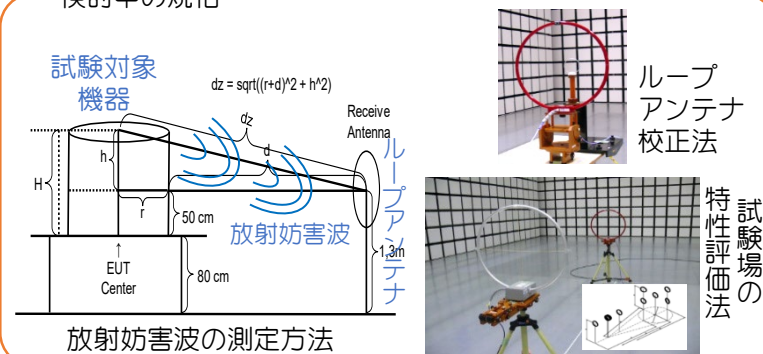 検討中の規格
試験対象
機器
dz = sqrt((r+d)^2 + h^2)
dz
Receive
Antenna
d
h
H
r
50 cm
放射妨害波
ループアンテナ
1.3m
↑
EUT
Center
80 cm
放射妨害波の測定方法
ループ
アンテナ
校正法
試験場の
特性評価法